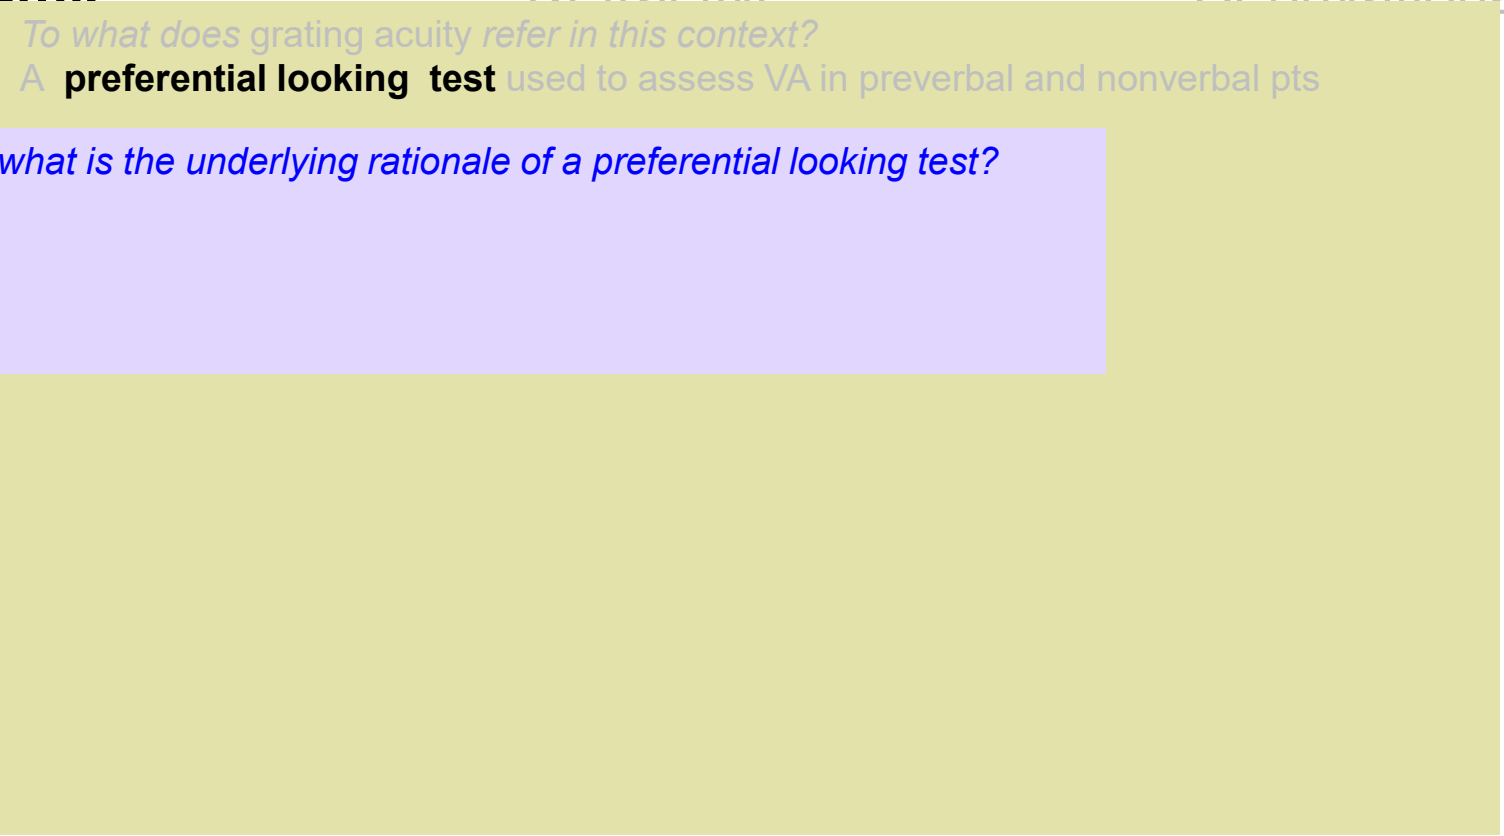 To what does grating acuity refer in this context?
A preferential looking test used to assess VA in preverbal and nonverbal pts
what is the underlying rationale of a preferential looking test?